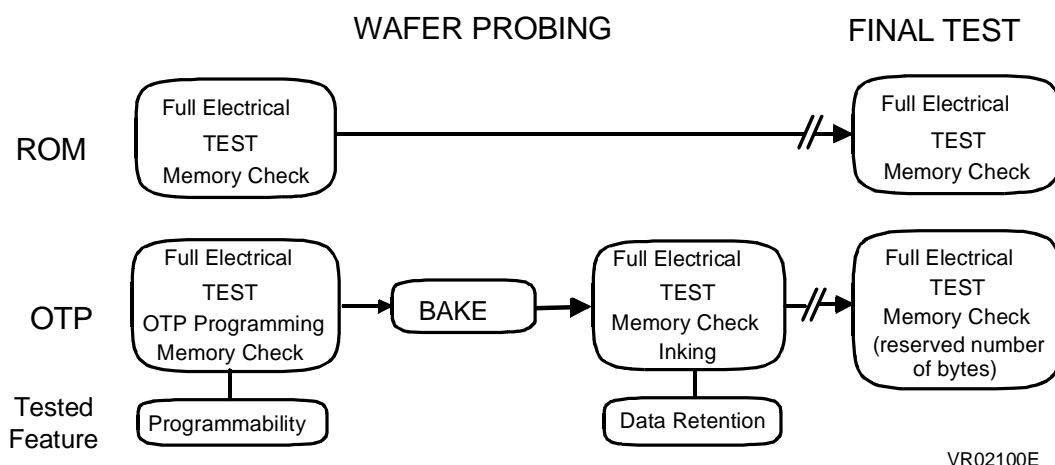 WAFER PROBING
FINAL TEST
ROM
Full Electrical
TEST
Memory Check
Full Electrical
TEST
Memory Check
OTP
Full Electrical
TEST
OTP Programming
Memory Check
BAKE
Full Electrical
TEST
Memory Check
Inking
Full Electrical
TEST
Memory Check
(reserved number
of bytes)
Tested
Feature
Programmability
Data Retention
VR02100E